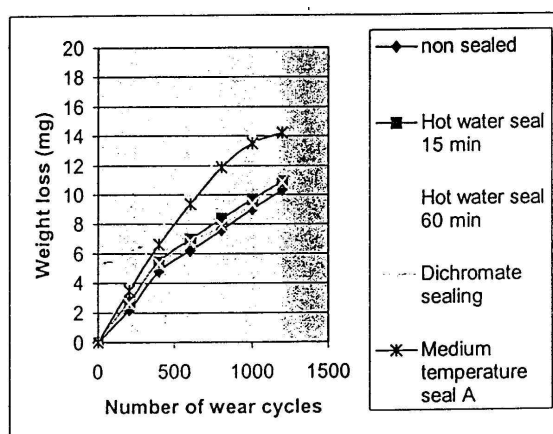 20
18
16
14
12
10
8
6
4
2
0
Weight loss (mg)
0 500 1000 1500
Number of wear cycles
non sealed
Hot water seal
15 min
Hot water seal
60 min
Dichromate
sealing
Medium
temperature
seal A